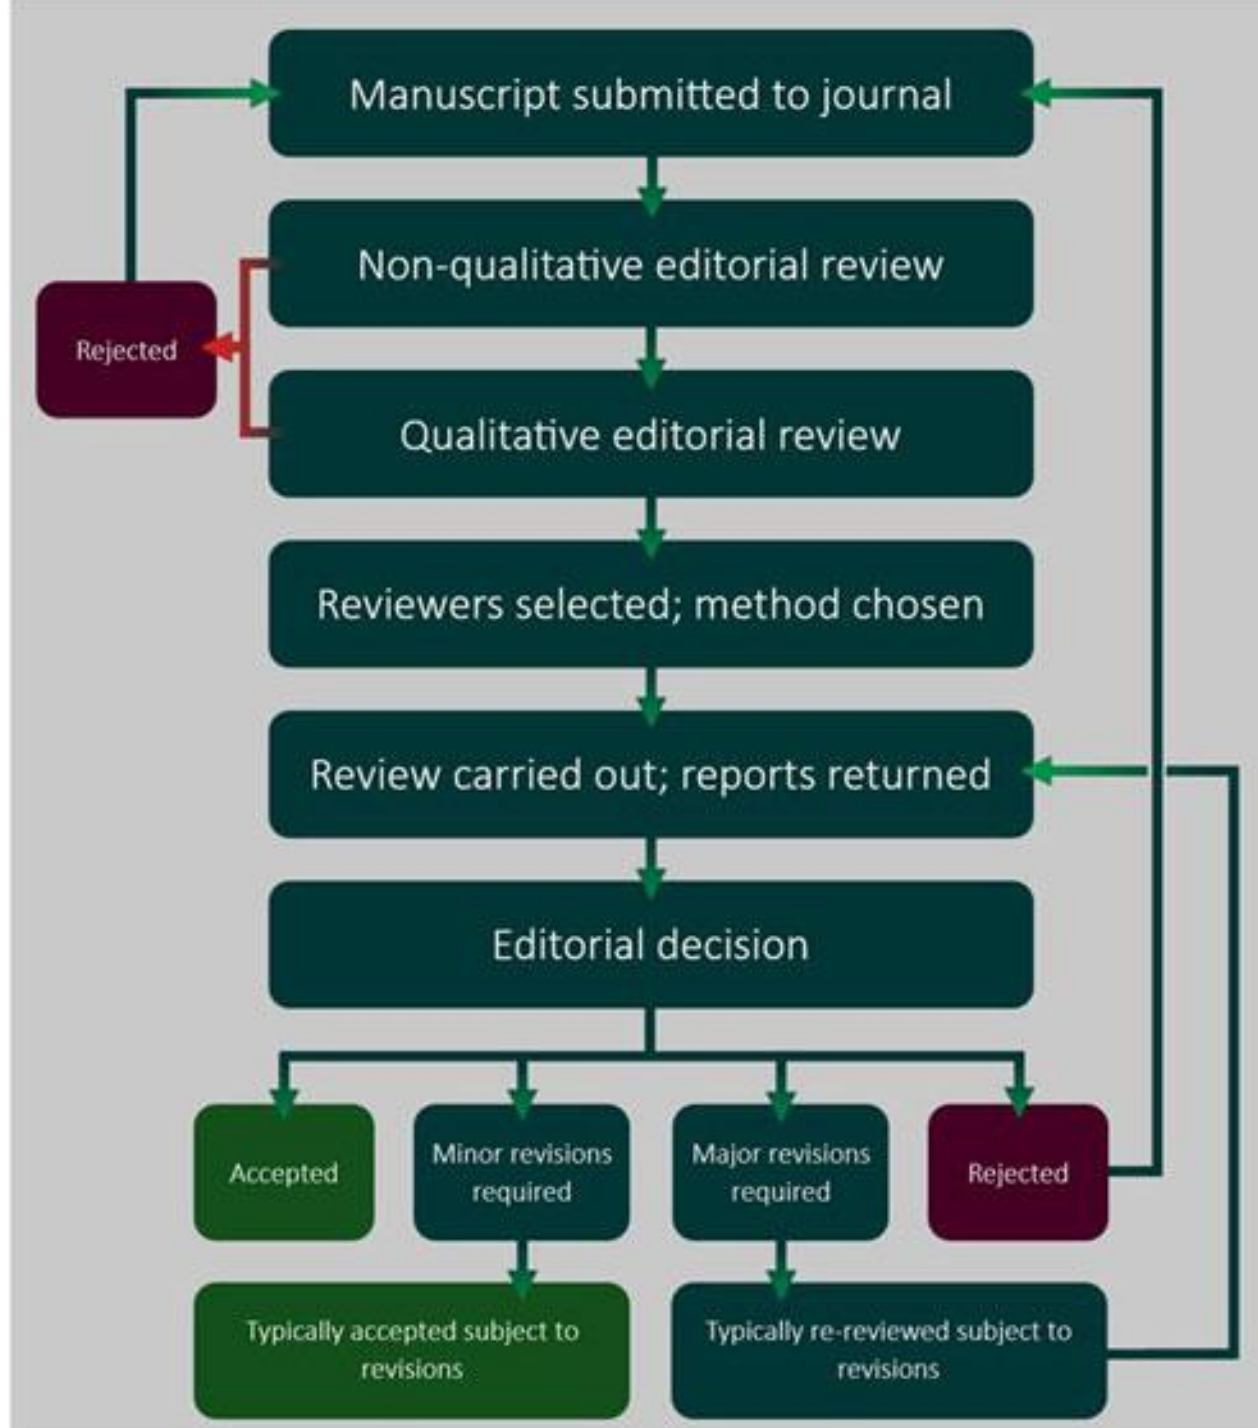 Manuscript submitted to journal
Non-qualitative editorial review
Rejected
Qualitative editorial review
Reviewers selected; method chosen
Review carried out; reports returned
Editorial decision
Accepted
Minor revisions
required
Major revisions
required
Rejected
Typically accepted subject to
revisions
Typically re-reviewed subject to
revisions